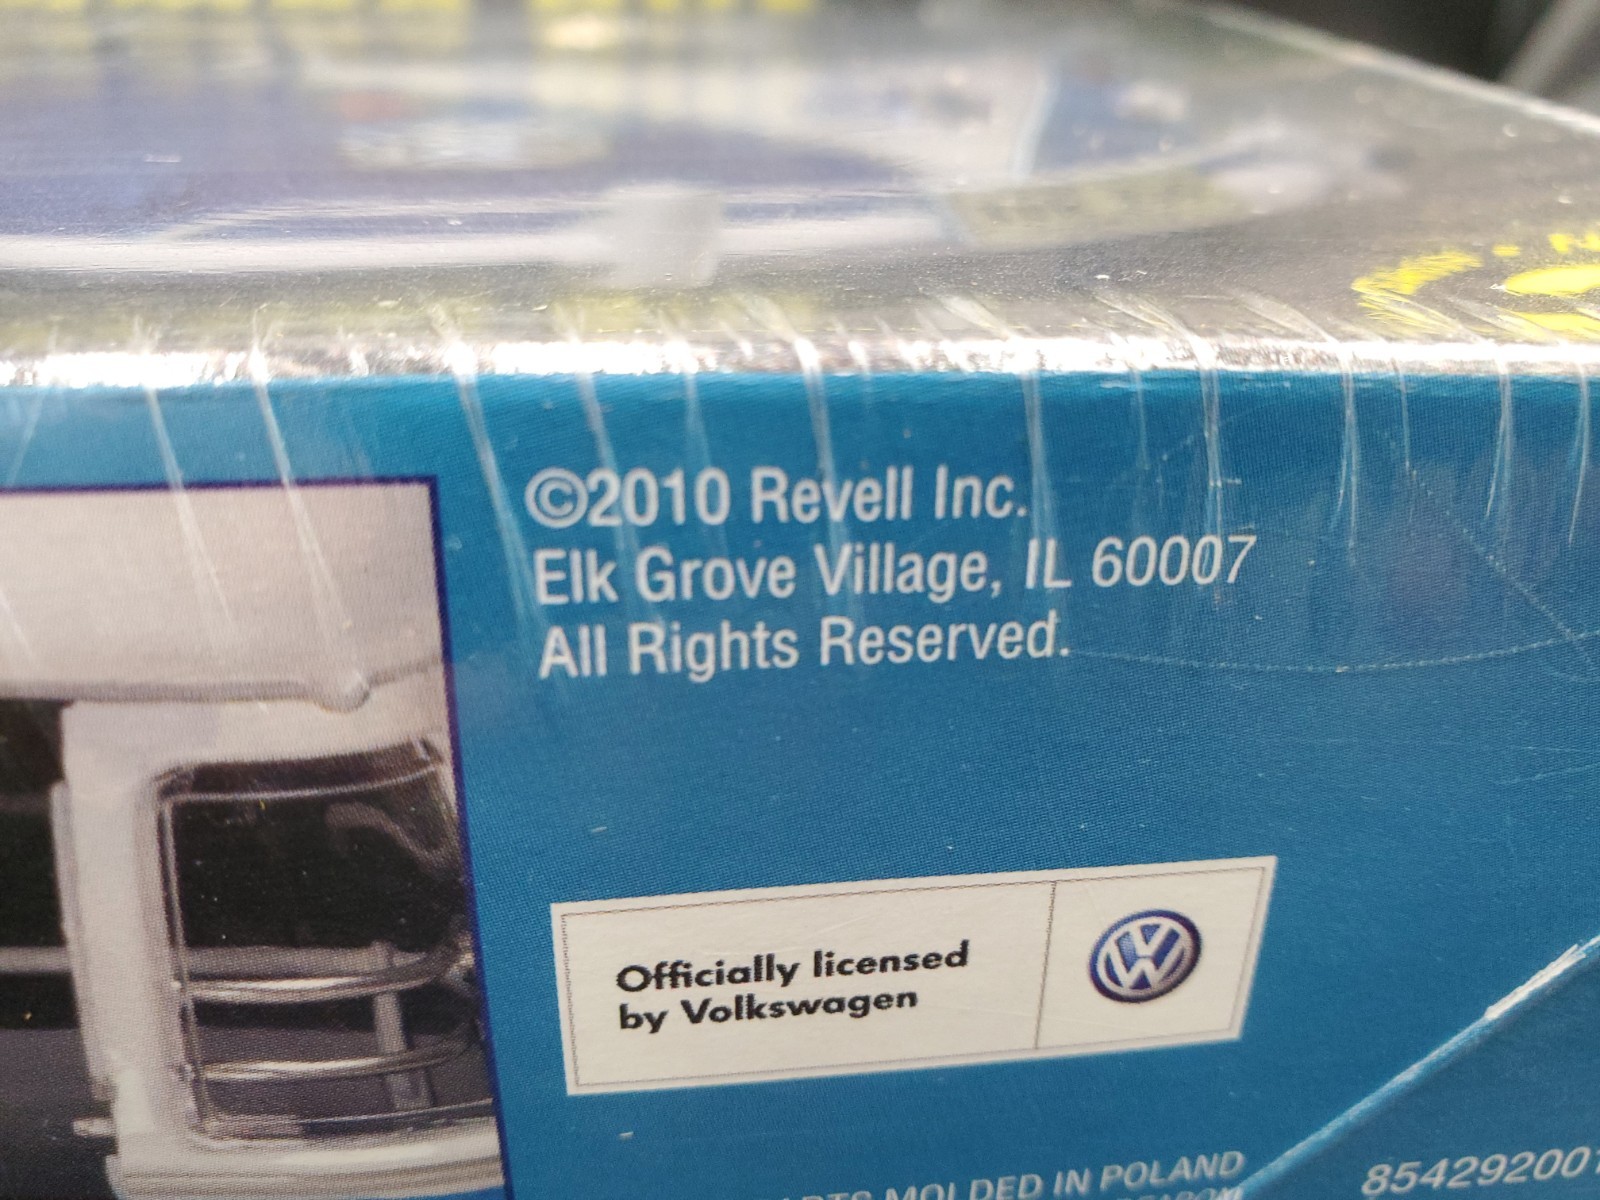 ©2010 Revell Inc.
Elk Grove Village, IL 60007
All Rights Reserved.
Officially licensed
by Volkswagen
MOLDED IN POLAND